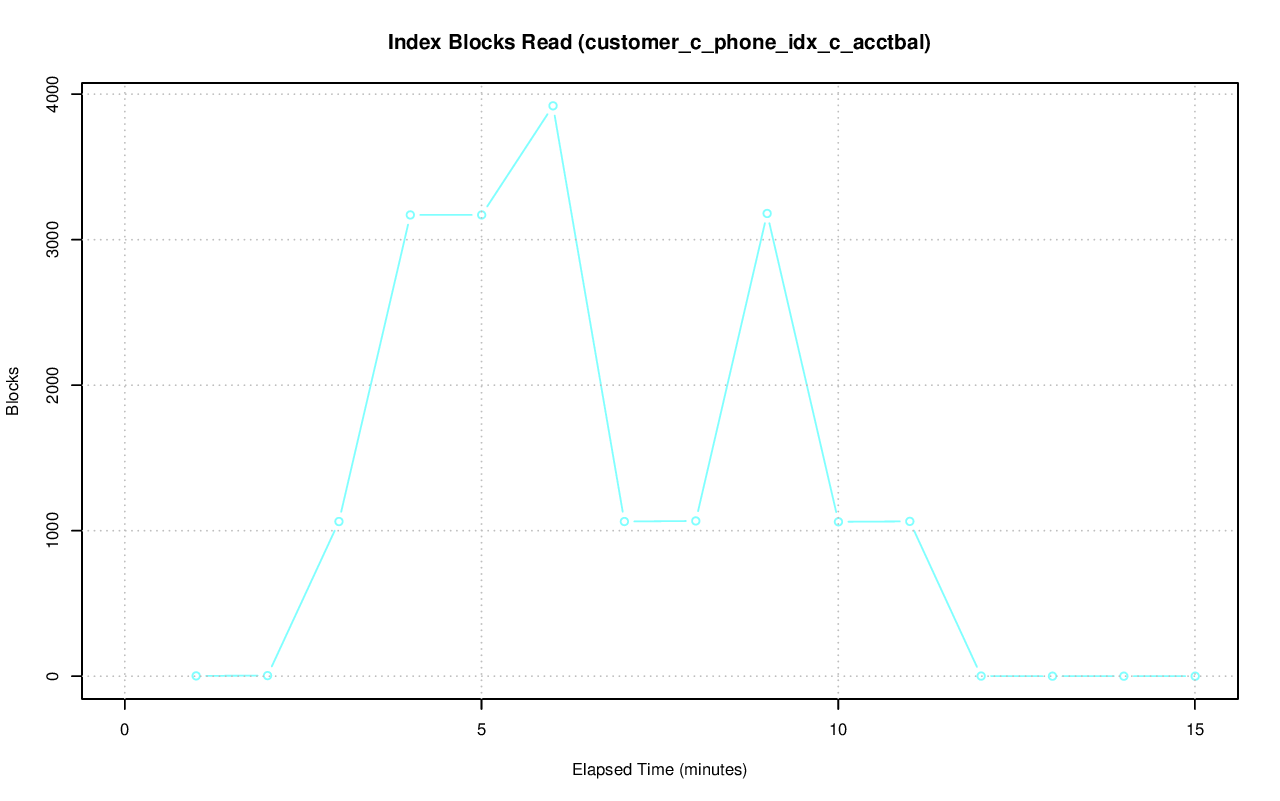 Index Blocks Read (customer_c_phone_idx_c_acctbal)
4000
3000
2000
1000
0
Blocks
0 5 10 15
Elapsed Time (minutes)